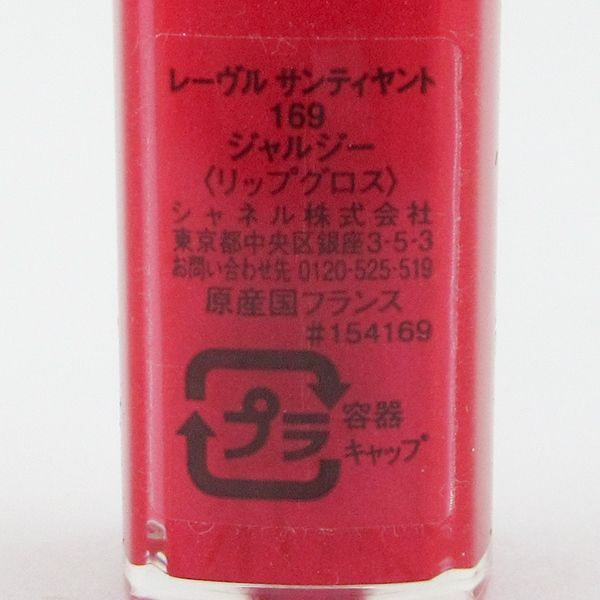 レーヴル サンティヤント
169
ジャルジー
〈リップグロス〉
シャネル株式会社
東京都中央区銀座3-5-3
お問い合わせ先 0120-525-519
原産国フランス
#154169
プラ
容器
キャップ